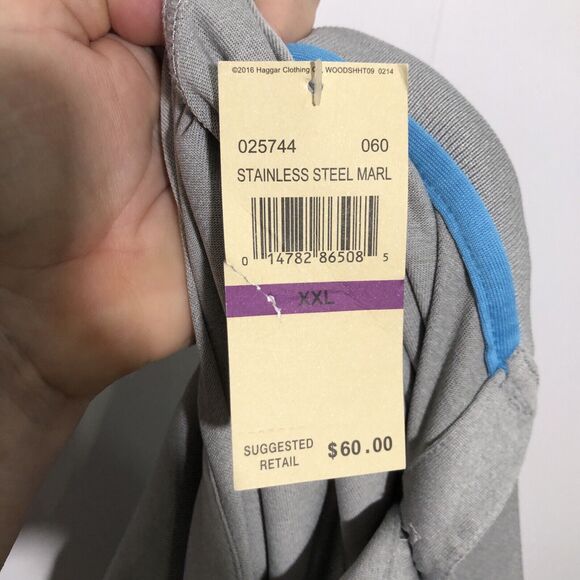 ©2016 Haggar Clothing WOODSHHT09 0214
025744 060
STAINLESS STEEL MARL
0 14782 86508 5
XXL
SUGGESTED
RETAIL $60.00